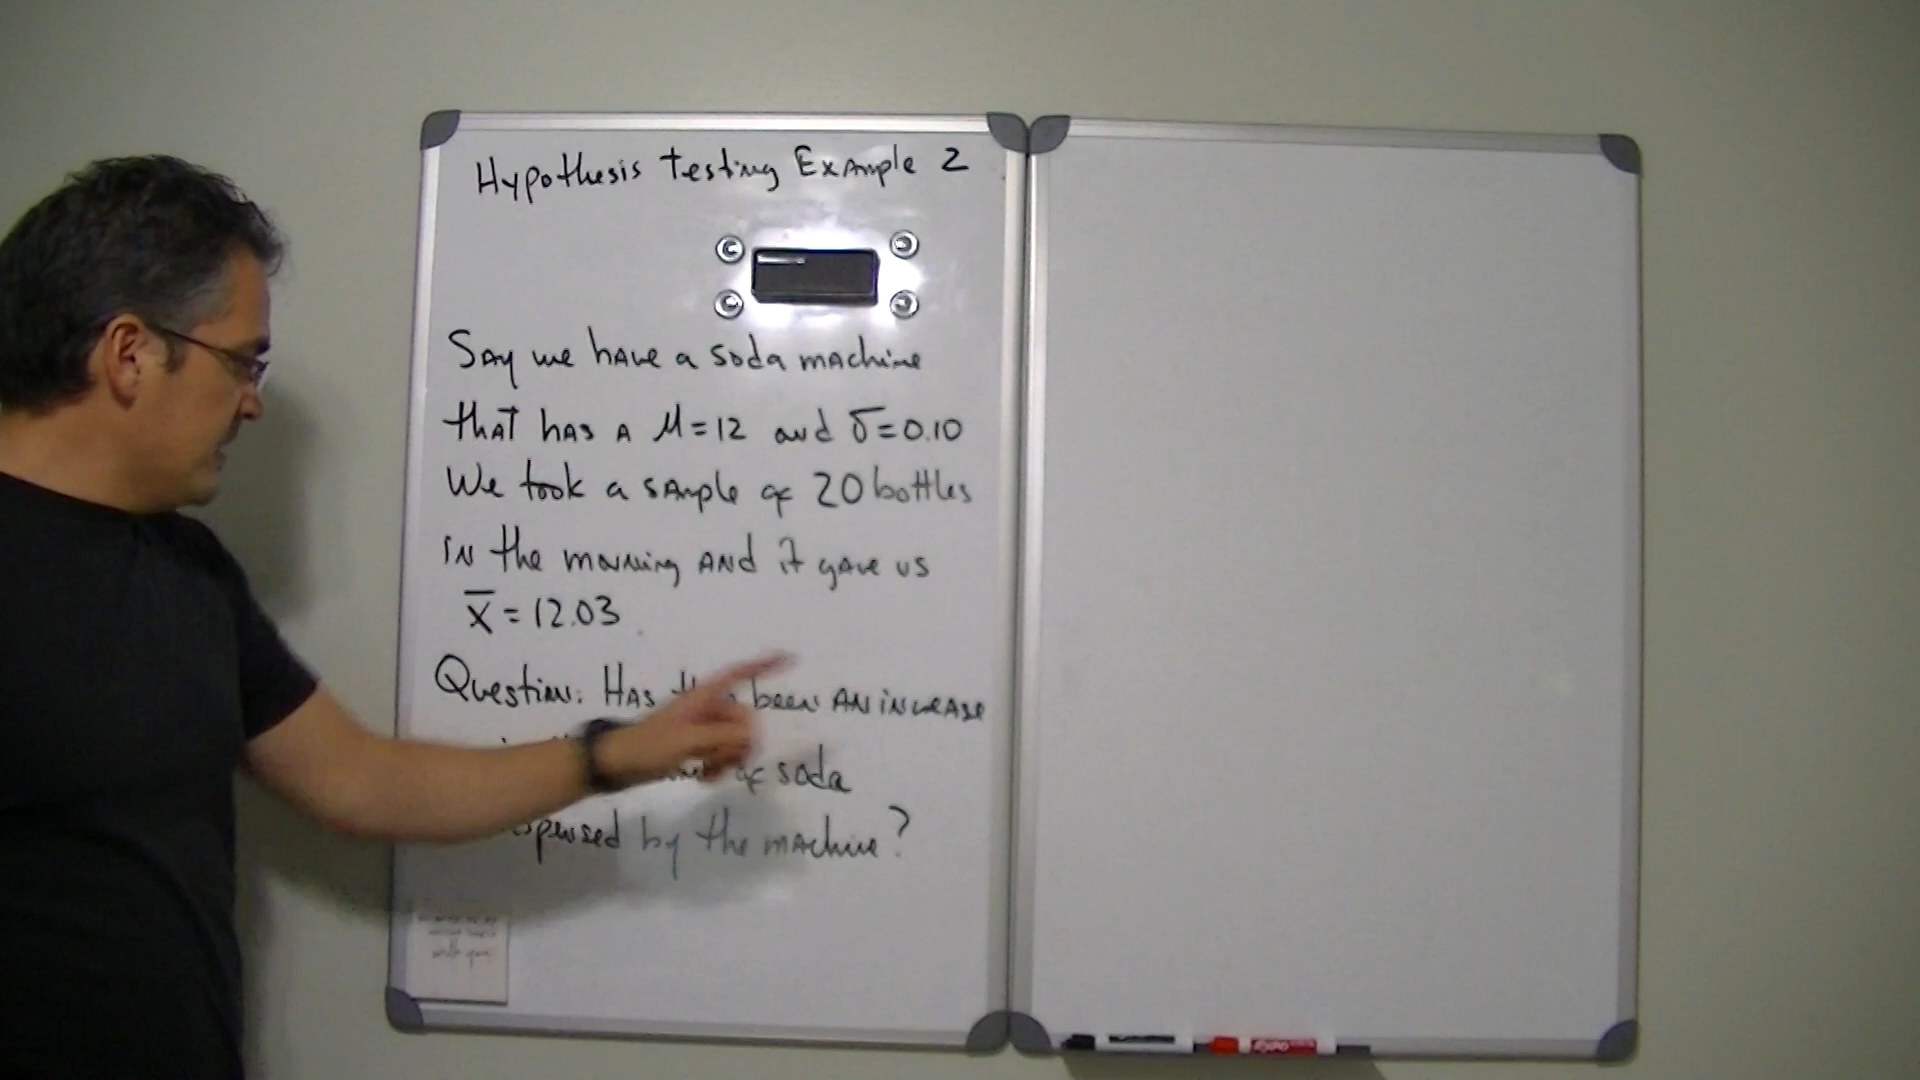 Hypothesis Testing Example 2
Say we have a soda machine
that has a μ=12 and σ=0.10
We took a sample of 20 bottles
in the morning and it gave us
x̄ = 12.03
Question: Has been an increase
of soda
by the machine?